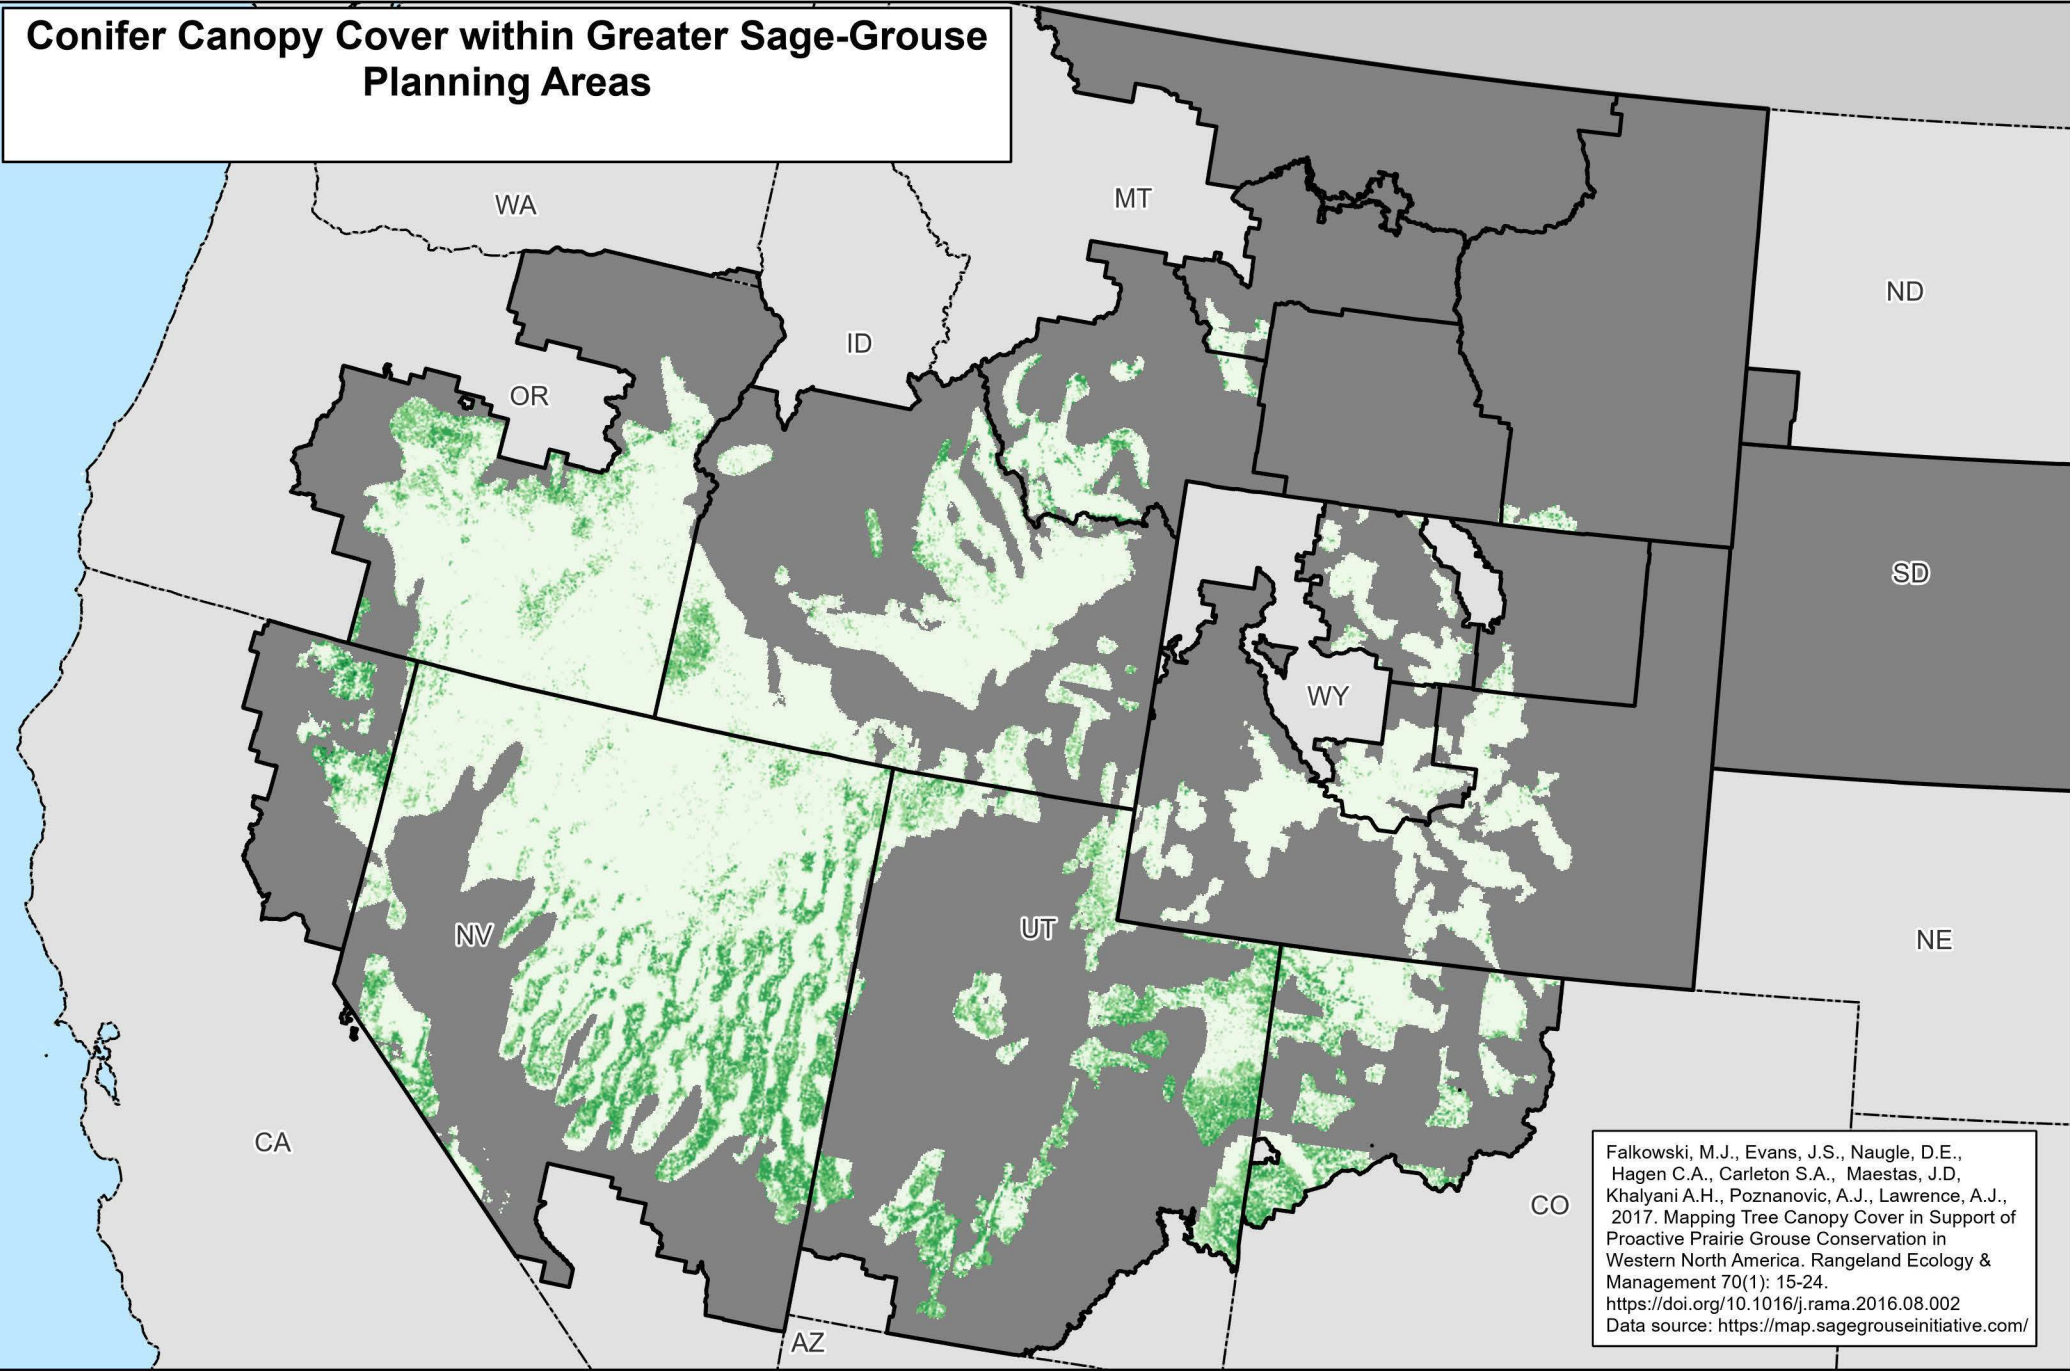 Conifer Canopy Cover within Greater Sage-Grouse
Planning Areas
WA
MT
ND
ID
OR
SD
WY
NV
UT
NE
CA
CO
AZ
Falkowski, M.J., Evans, J.S., Naugle, D.E.,
Hagen C.A., Carleton S.A., Maestas, J.D,
Khalyani A.H., Poznanovic, A.J., Lawrence, A.J.,
2017. Mapping Tree Canopy Cover in Support of
Proactive Prairie Grouse Conservation in
Western North America. Rangeland Ecology &
Management 70(1): 15-24.
https://doi.org/10.1016/j.rama.2016.08.002
Data source: https://map.sagegrouseinitiative.com/